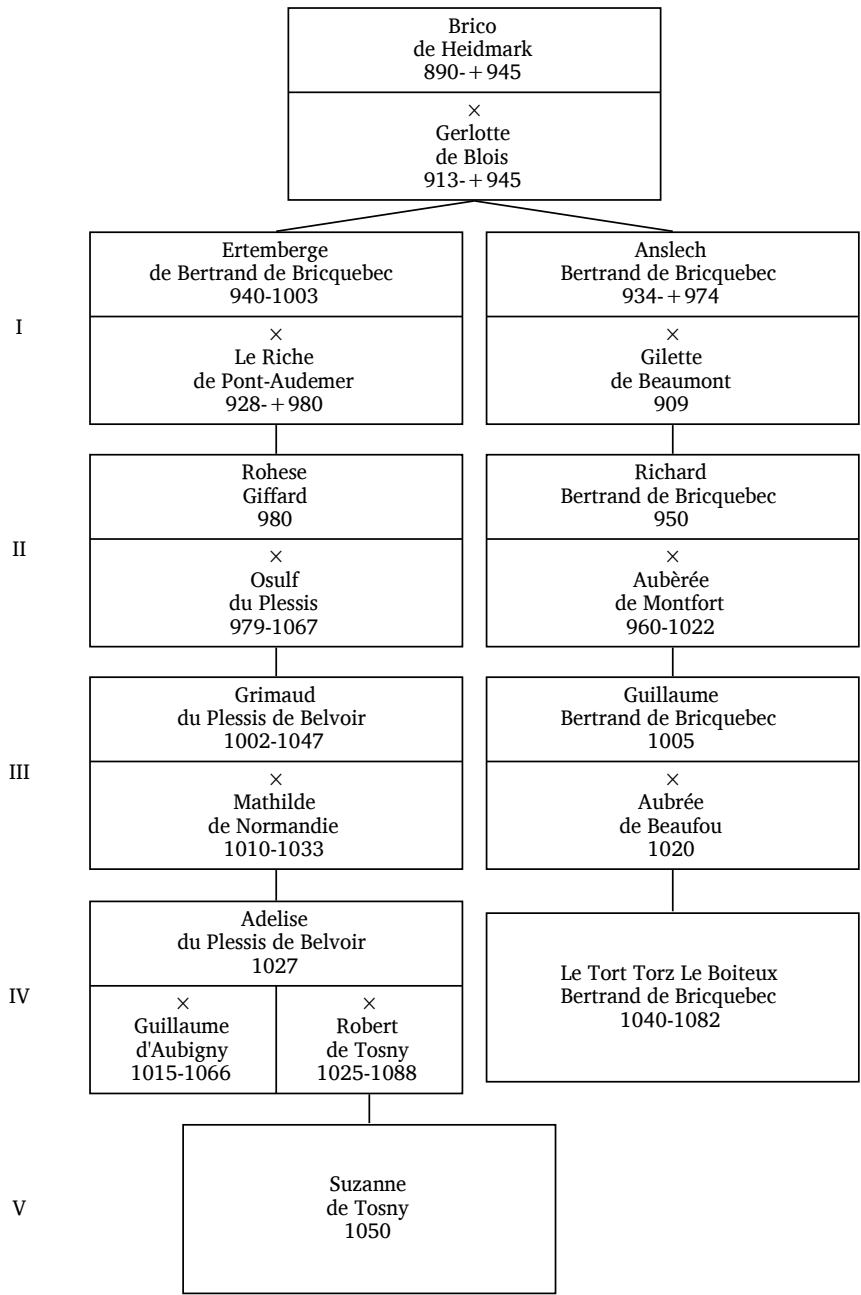 Brico
de Heidmark
890-+945
×
Gerlotte
de Blois
913-+945
I
Ertemberge
de Bertrand de Bricquebec
940-1003
×
Le Riche
de Pont-Audemer
928-+980
Anslech
Bertrand de Bricquebec
934-+974
×
Gilette
de Beaumont
909
II
Rohese
Giffard
980
×
Osulf
du Plessis
979-1067
Richard
Bertrand de Bricquebec
950
×
Aubèrée
de Montfort
960-1022
III
Grimaud
du Plessis de Belvoir
1002-1047
×
Mathilde
de Normandie
1010-1033
Guillaume
Bertrand de Bricquebec
1005
×
Aubrée
de Beaufou
1020
IV
Adelise
du Plessis de Belvoir
1027
×
Guillaume
d'Aubigny
1015-1066
×
Robert
de Tosny
1025-1088
Le Tort Torz Le Boiteux
Bertrand de Bricquebec
1040-1082
V
Suzanne
de Tosny
1050